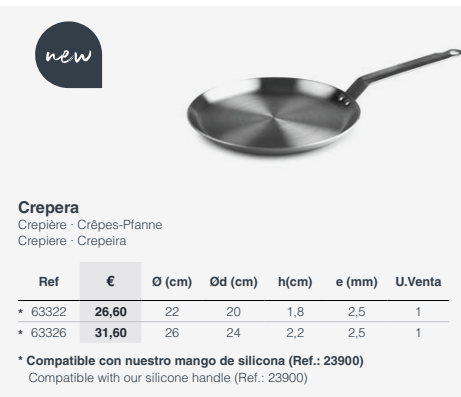 new
Crepera
Crepière · Crêpes-Pfanne
Crepiere · Crepeira
Ref € Ø (cm) Ød (cm) h(cm) e (mm) U.Venta
* 63322 26,60 22 20 1,8 2,5 1
* 63326 31,60 26 24 2,2 2,5 1
* Compatible con nuestro mango de silicona (Ref.: 23900)
Compatible with our silicone handle (Ref.: 23900)